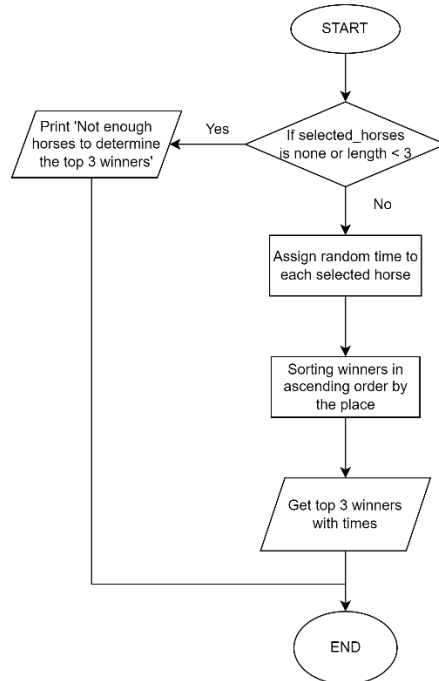 START
If selected_horses
is none or length < 3
Yes
Print 'Not enough
horses to determine
the top 3 winners'
No
Assign random time to
each selected horse
Sorting winners in
ascending order by
the place
Get top 3 winners
with times
END